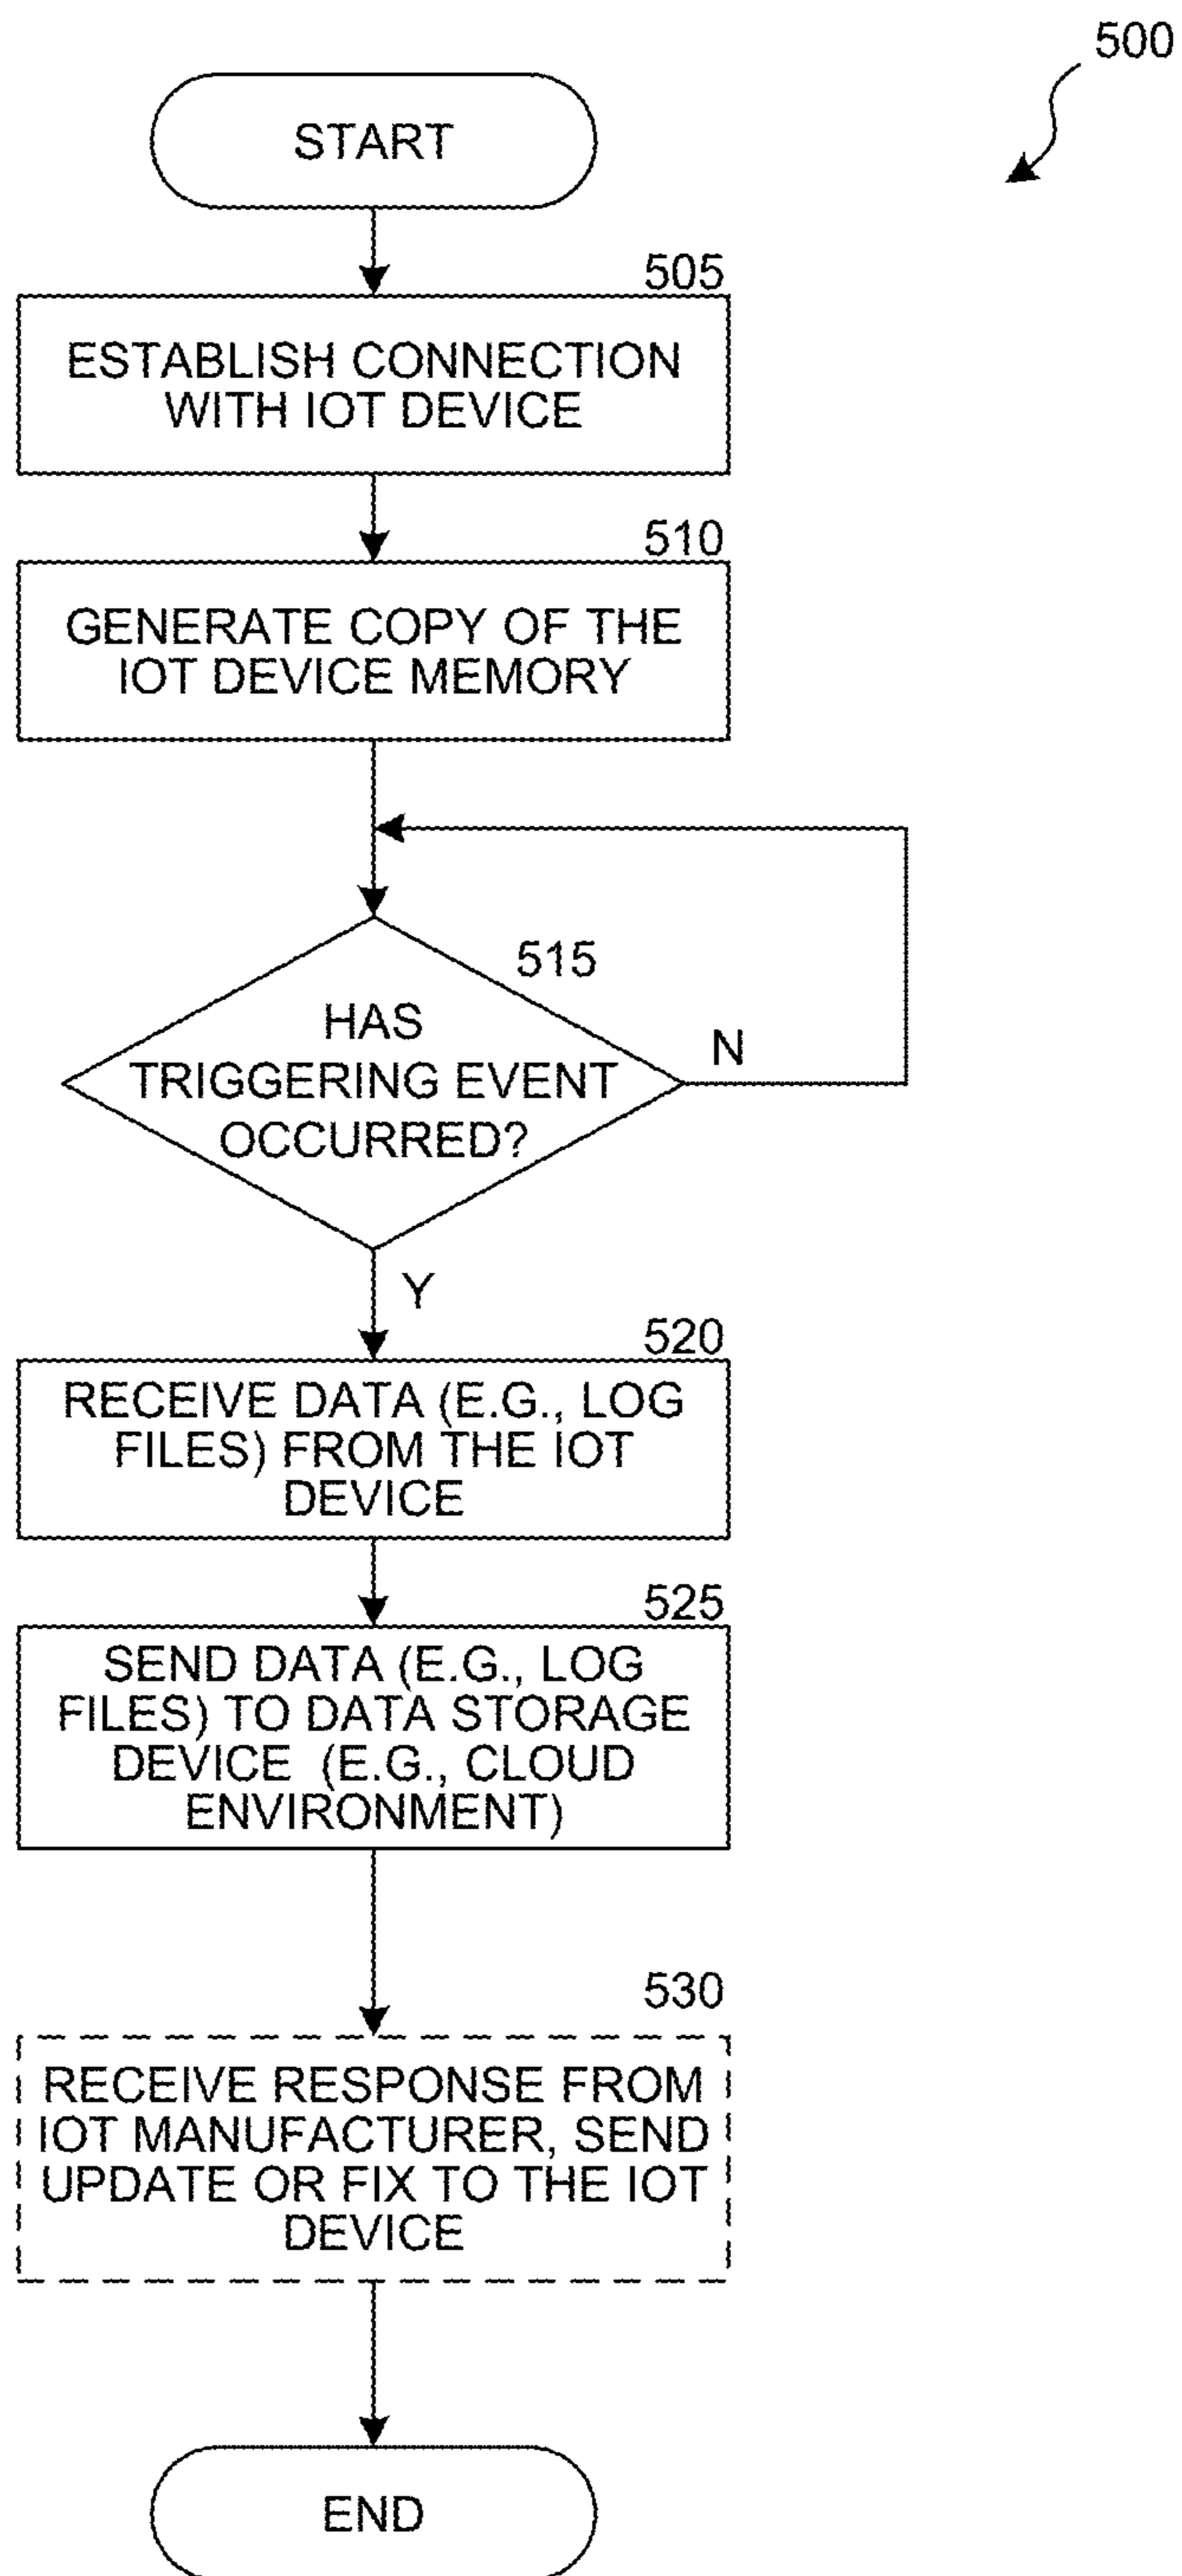 500
START
505
ESTABLISH CONNECTION
WITH IOT DEVICE
510
GENERATE COPY OF THE
IOT DEVICE MEMORY
515
HAS
TRIGGERING EVENT
OCCURRED?
N
Y
520
RECEIVE DATA (E.G., LOG
FILES) FROM THE IOT
DEVICE
525
SEND DATA (E.G., LOG
FILES) TO DATA STORAGE
DEVICE (E.G., CLOUD
ENVIRONMENT)
530
RECEIVE RESPONSE FROM
IOT MANUFACTURER, SEND
UPDATE OR FIX TO THE IOT
DEVICE
END